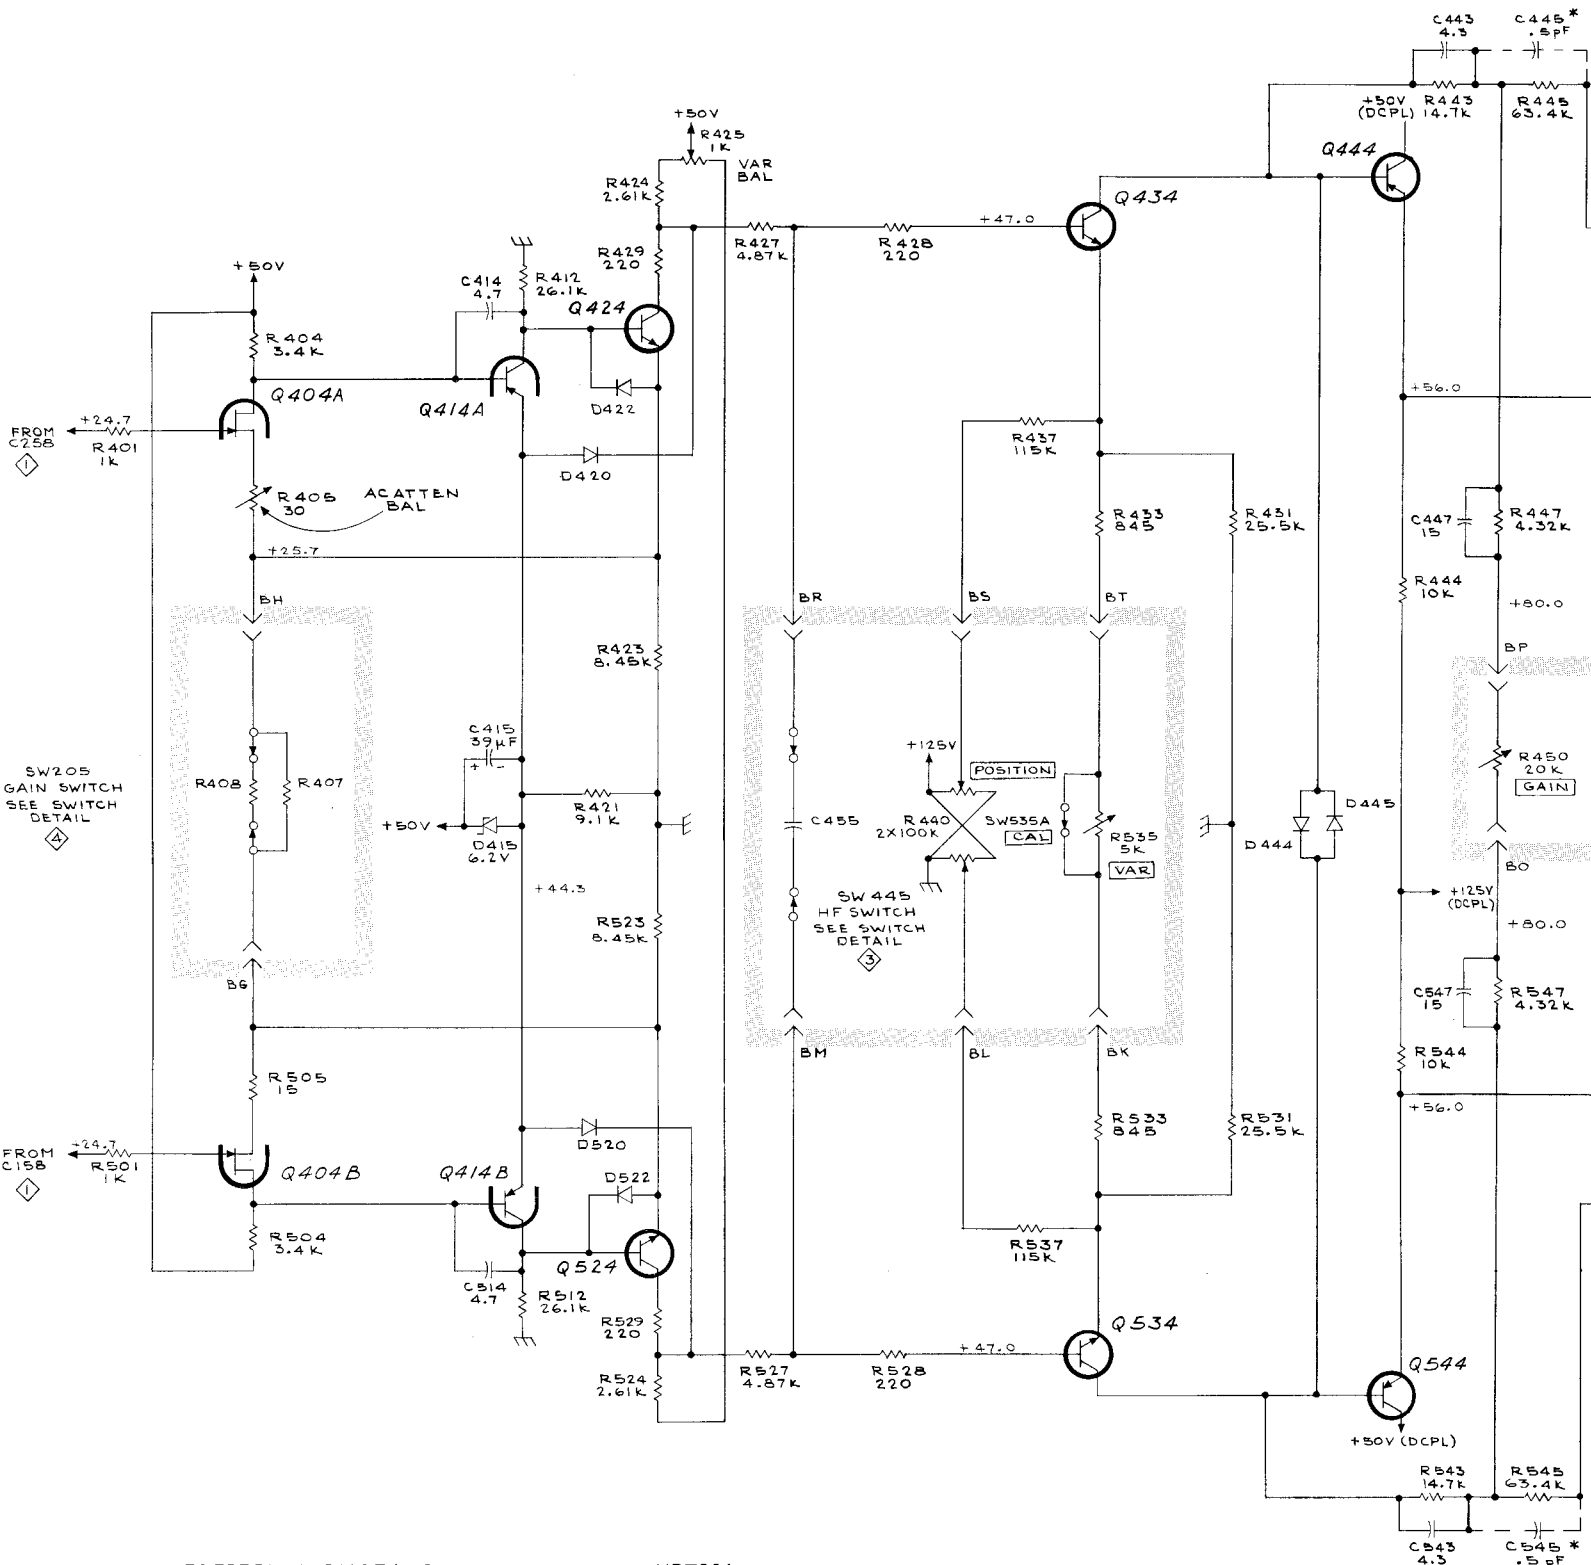 C443
4.3
C445*
.5pF
+50V
(DCPL)
R443
14.7K
R445
63.4K
+50V
R425
1K
VAR
BAL
R424
2.61K
Q444
Q434
+47.0
R427
4.87K
R428
220
R429
220
+50V
C414
4.7
R412
26.1K
Q424
R404
3.4K
Q404A
Q414A
D422
+56.0
FROM
C258
1
+24.7
R401
1K
R437
115K
D420
R405
30
AC ATTEN
BAL
R433
845
R431
25.5K
C447
15
R447
4.32K
+25.7
BH
BR
BS
BT
R444
10K
+80.0
R423
8.45K
BP
C415
39µF
+ -
+125V
POSITION
SW205
GAIN SWITCH
SEE SWITCH
DETAIL
4
R408
R407
R421
9.1K
+50V
D415
6.2V
C455
R440
2X100K
SW535A
CAL
R535
5K
VAR
D444
D445
R450
20K
GAIN
+44.3
BO
+125V
(DCPL)
SW 445
HF SWITCH
SEE SWITCH
DETAIL
3
R523
8.45K
+80.0
BG
C547
15
R547
4.32K
BM
BL
BK
R544
10K
R505
15
+56.0
D520
R533
845
R531
25.5K
FROM
C158
1
+24.7
R501
1K
Q404B
Q414B
D522
R504
3.4K
R537
115K
C514
4.7
R512
26.1K
Q524
R529
220
Q534
+47.0
R527
4.87K
R528
220
R524
2.61K
Q544
+50V (DCPL)
R543
14.7K
R545
63.4K
C543
4.3
C545*
.5pF